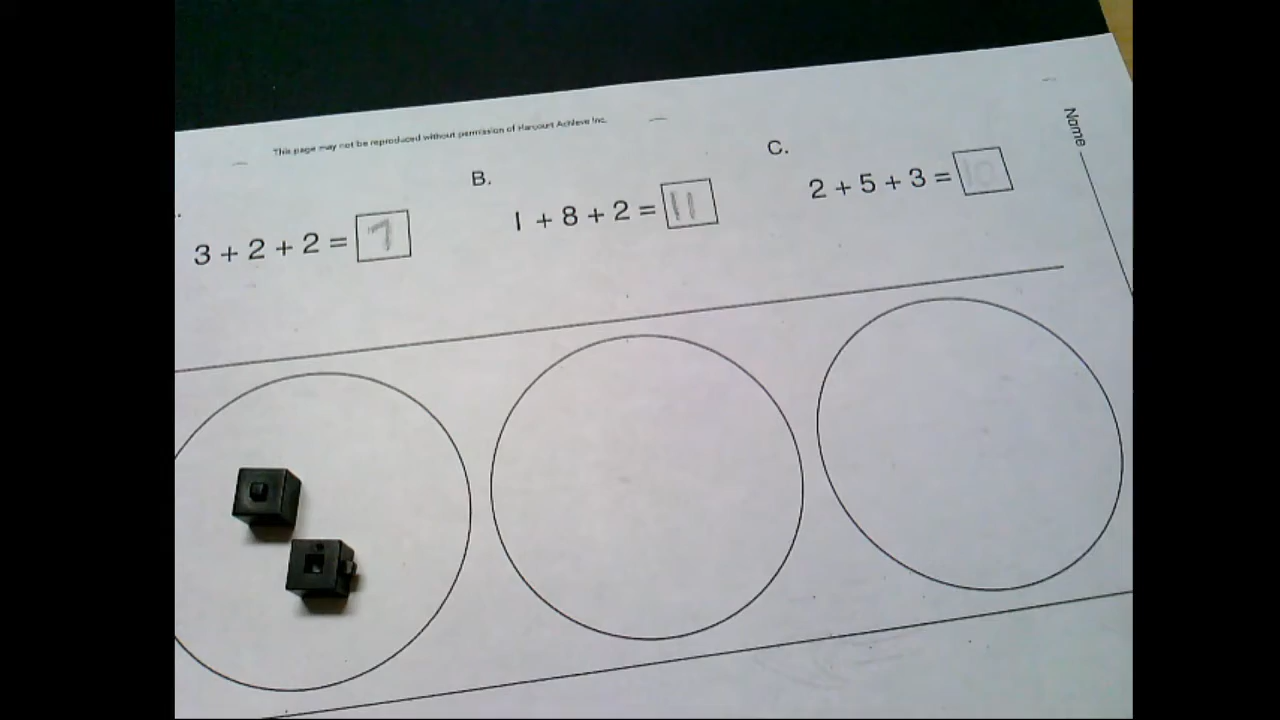 This page may not be reproduced without permission of Harcourt Achieve Inc.
Name
B.
C.
3 + 2 + 2 = 7
1 + 8 + 2 = 11
2 + 5 + 3 = 10